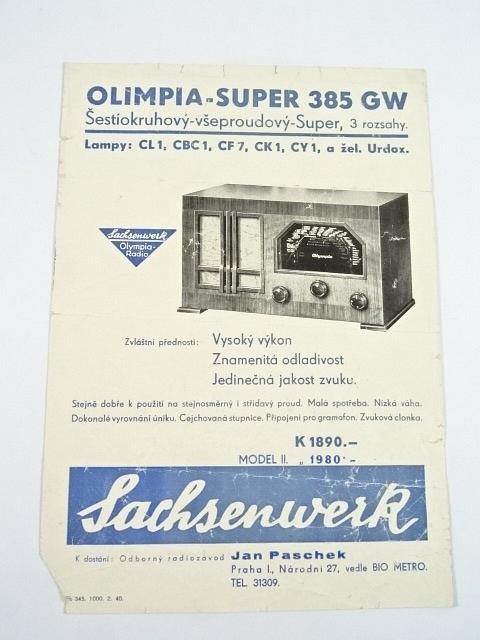 OLiMPIA-SUPER 385 GW
Šestiokruhový-všeproudový-Super, 3 rozsahy.
Lampy: CL1, CBC1, CF7, CK1, CY1, a žel. Urdox.
Sachsenwerk
Olympia-
Radio
Olympia
Zvláštní přednosti: Vysoký výkon
Znamenitá odladivost
Jedinečná jakost zvuku.
Stejně dobře k použití na stejnosměrný i střídavý proud. Malá spotřeba. Nízká váha.
Dokonalé vyrovnání úniku. Cejchovaná stupnice. Připojení pro gramofon. Zvuková clonka.
K 1890.–
MODEL II. „ 1980·–
Sachsenwerk
K dostání: Odborný radiozávod Jan Paschek
Praha I., Národní 27, vedle BIO METRO.
TEL. 31309.
345. 1000. 2. 40.